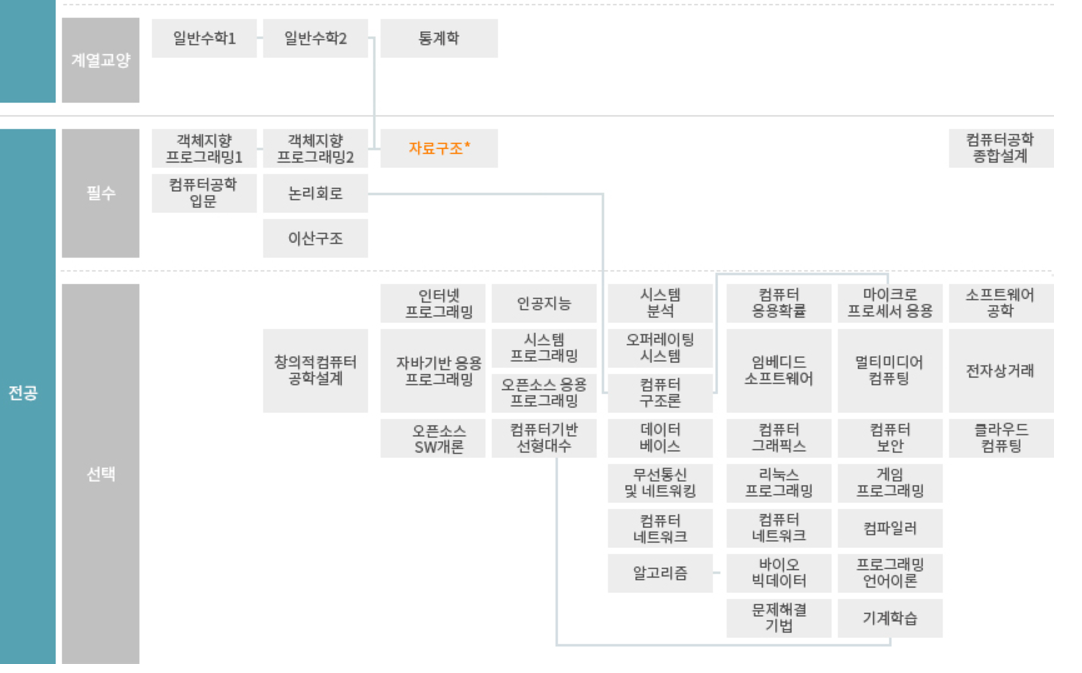 계열교양
일반수학1
일반수학2
통계학
전공
필수
객체지향
프로그래밍1
객체지향
프로그래밍2
자료구조*
컴퓨터공학
종합설계
컴퓨터공학
입문
논리회로
이산구조
선택
인터넷
프로그래밍
인공지능
시스템
분석
컴퓨터
응용확률
마이크로
프로세서 응용
소프트웨어
공학
창의적컴퓨터
공학설계
자바기반 응용
프로그래밍
시스템
프로그래밍
오퍼레이팅
시스템
임베디드
소프트웨어
멀티미디어
컴퓨팅
전자상거래
오픈소스 응용
프로그래밍
컴퓨터
구조론
오픈소스
SW개론
컴퓨터기반
선형대수
데이터
베이스
컴퓨터
그래픽스
컴퓨터
보안
클라우드
컴퓨팅
무선통신
및 네트워킹
리눅스
프로그래밍
게임
프로그래밍
컴퓨터
네트워크
컴퓨터
네트워크
컴파일러
알고리즘
바이오
빅데이터
프로그래밍
언어이론
문제해결
기법
기계학습